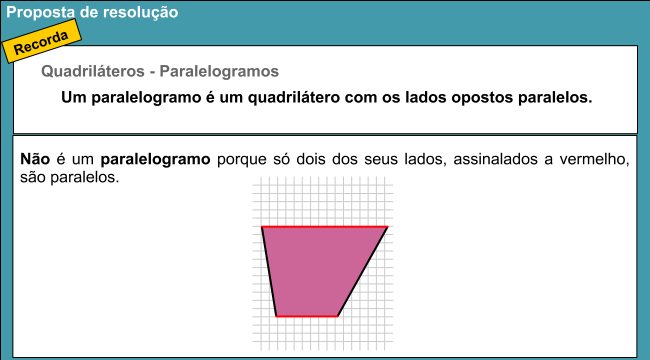 Proposta de resolução
Recorda
Quadriláteros - Paralelogramos
Um paralelogramo é um quadrilátero com os lados opostos paralelos.
Não é um paralelogramo porque só dois dos seus lados, assinalados a vermelho,
são paralelos.